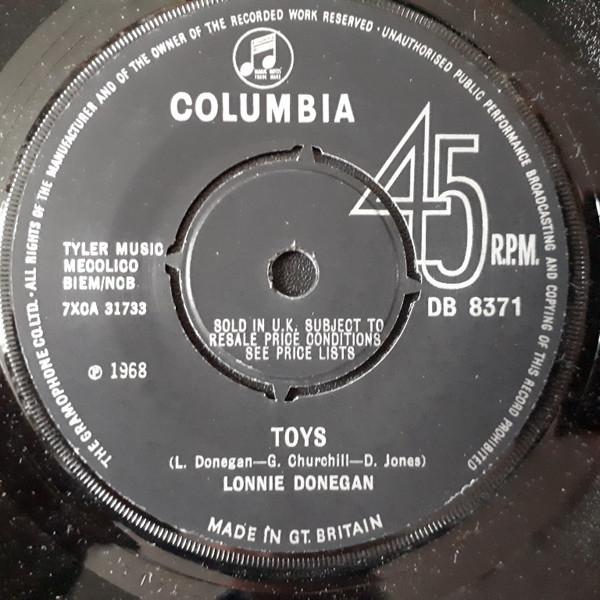 THE GRAMOPHONE CO. LTD. · ALL RIGHTS OF THE MANUFACTURER AND OF THE OWNER OF THE RECORDED WORK RESERVED · UNAUTHORISED PUBLIC PERFORMANCE BROADCASTING AND COPYING OF THIS RECORD PROHIBITED
COLUMBIA
45
R.P.M.
TYLER MUSIC
MECOLICO
BIEM/NCB
7XCA 31733
DB 8371
SOLD IN U.K. SUBJECT TO
RESALE PRICE CONDITIONS
SEE PRICE LISTS
℗ 1968
TOYS
(L. Donegan—G. Churchill—D. Jones)
LONNIE DONEGAN
MADE IN GT. BRITAIN